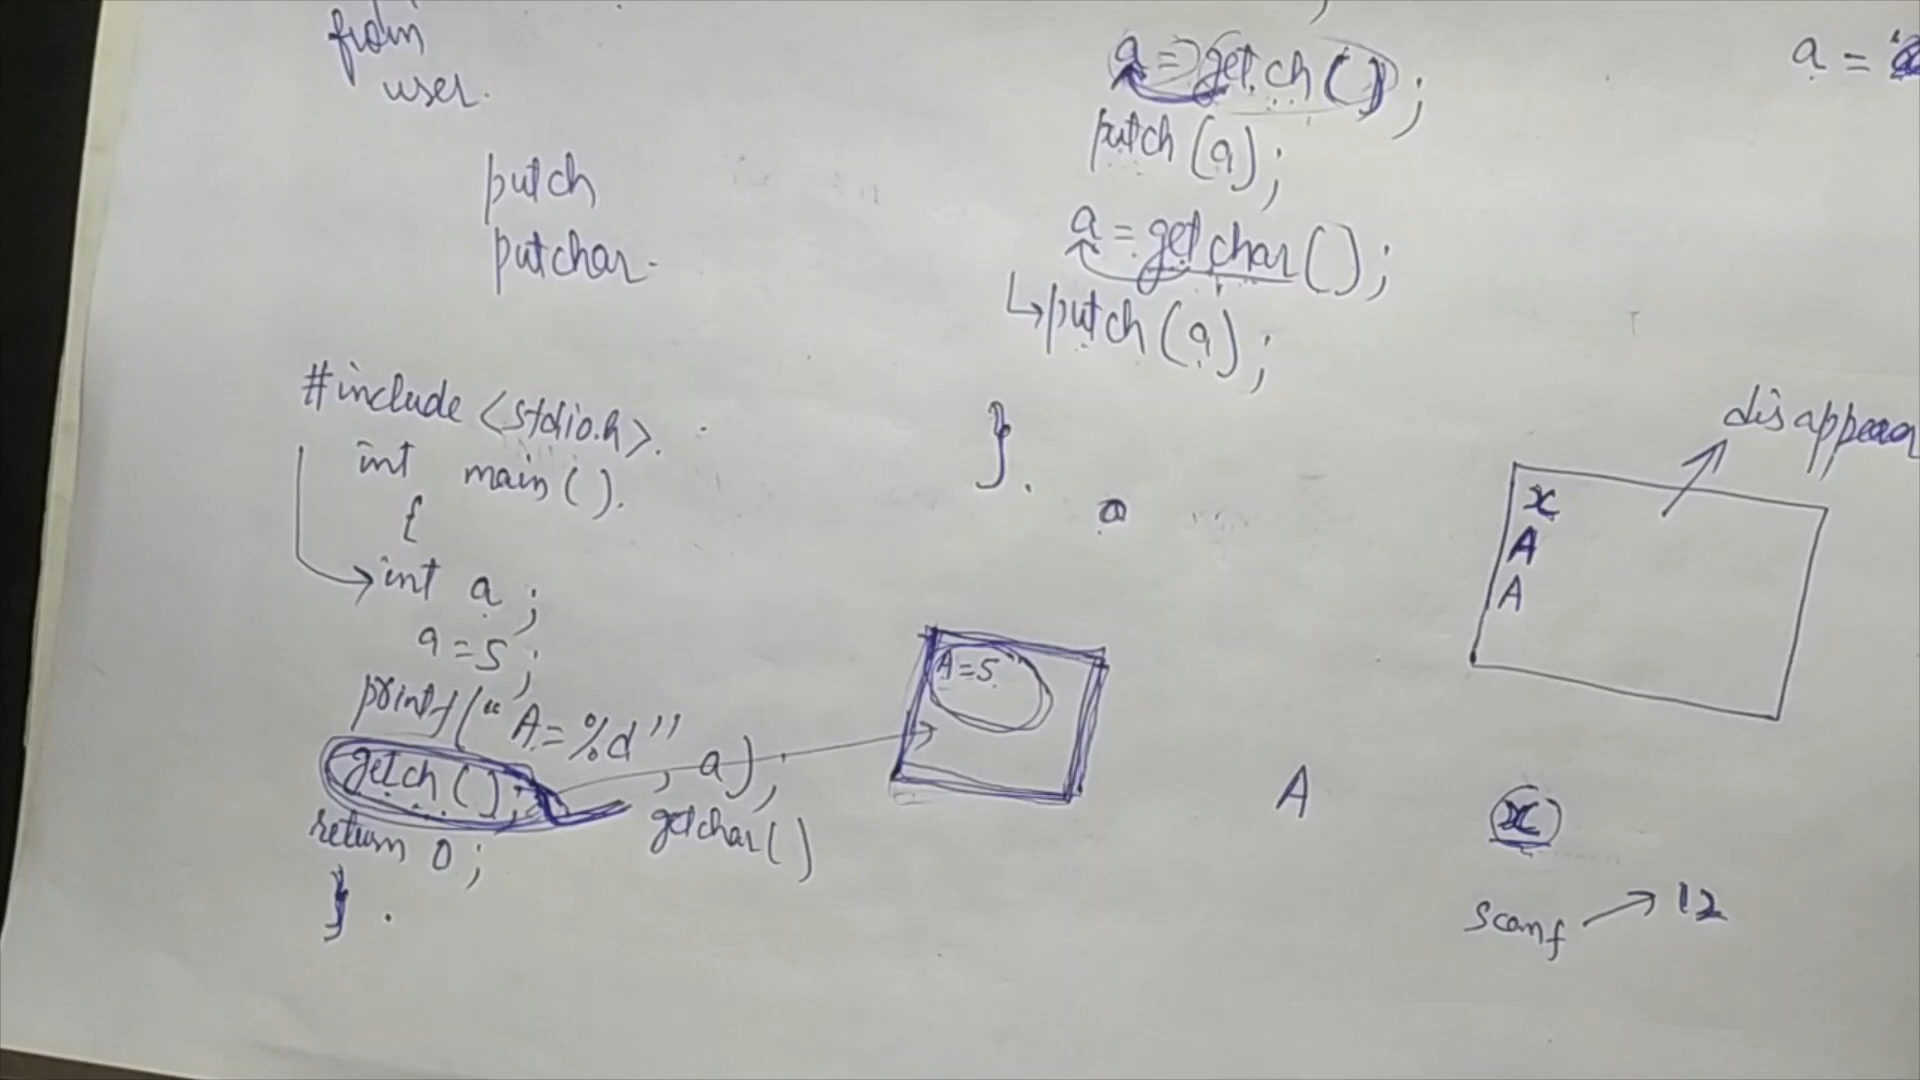 from
user.
putch
putchar.
#include <stdio.h>.
int main().
{
int a;
a=5;
printf("A=%d"
, a);
getch();
getchar()
return 0;
}.
a=getch();
putch(a);
a=getchar();
↳putch(a);
}.
a
A=5
A
a =
disappear
x
A
A
x
scanf → 12